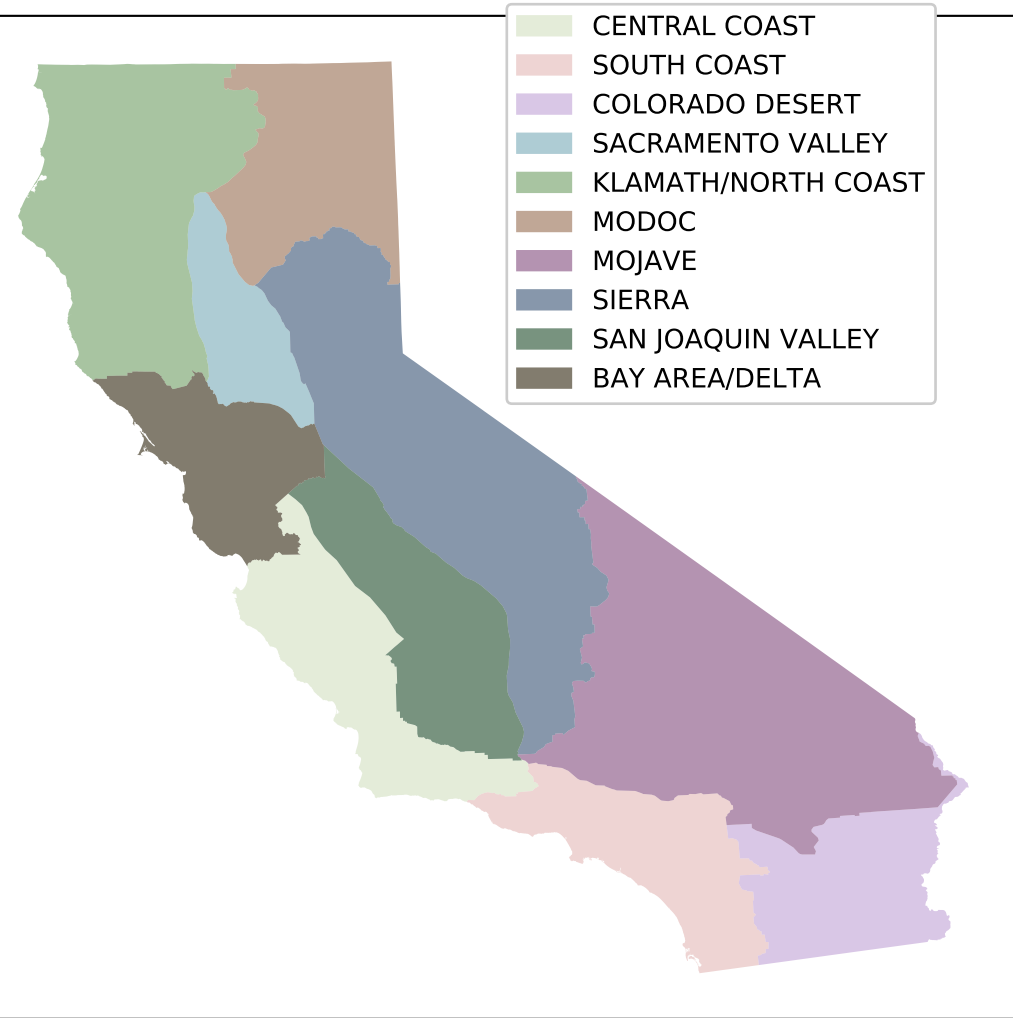 CENTRAL COAST
SOUTH COAST
COLORADO DESERT
SACRAMENTO VALLEY
KLAMATH/NORTH COAST
MODOC
MOJAVE
SIERRA
SAN JOAQUIN VALLEY
BAY AREA/DELTA